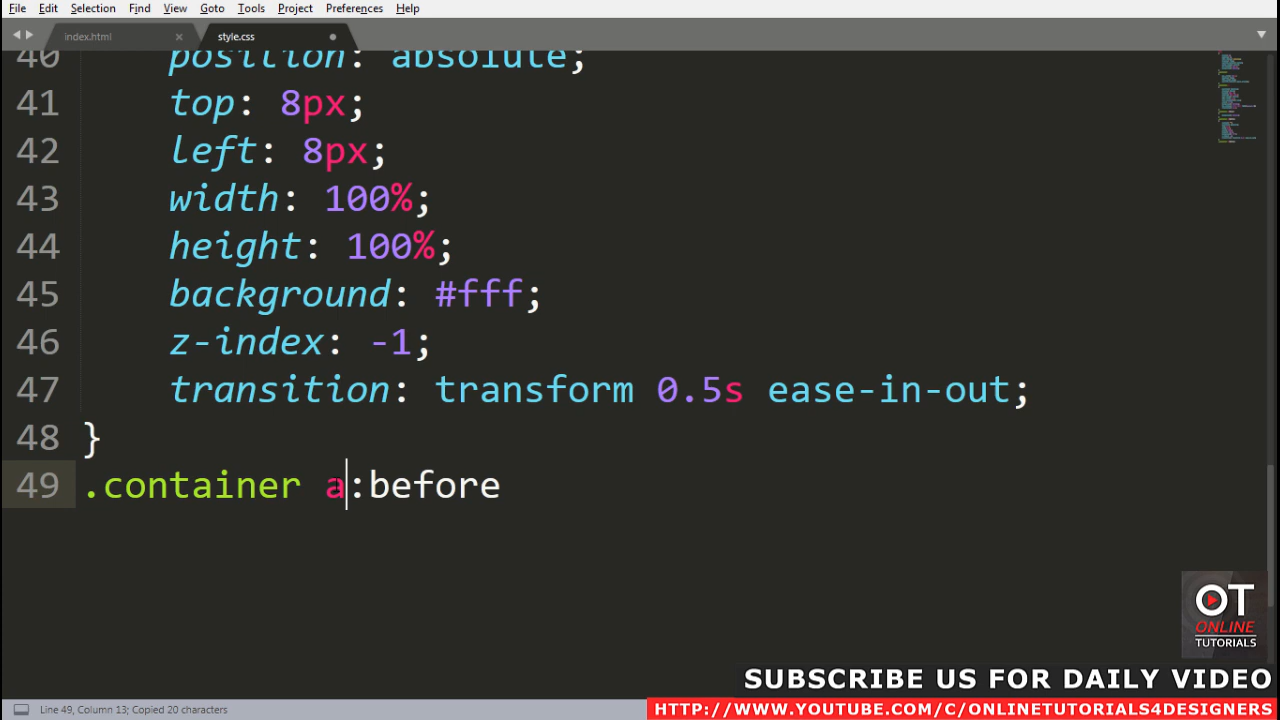 File Edit Selection Find View Goto Tools Project Preferences Help
index.html style.css
40 position: absolute;
41 top: 8px;
42 left: 8px;
43 width: 100%;
44 height: 100%;
45 background: #fff;
46 z-index: -1;
47 transition: transform 0.5s ease-in-out;
48 }
49 .container a:before
OT
ONLINE
TUTORIALS
SUBSCRIBE US FOR DAILY VIDEO
Line 49, Column 13; Copied 20 characters
HTTP://WWW.YOUTUBE.COM/C/ONLINETUTORIALS4DESIGNERS